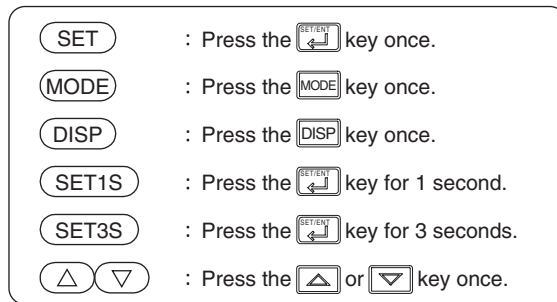 SET : Press the SET/ENT key once.
MODE : Press the MODE key once.
DISP : Press the DISP key once.
SET1S : Press the SET/ENT key for 1 second.
SET3S : Press the SET/ENT key for 3 seconds.
△ ▽ : Press the △ or ▽ key once.